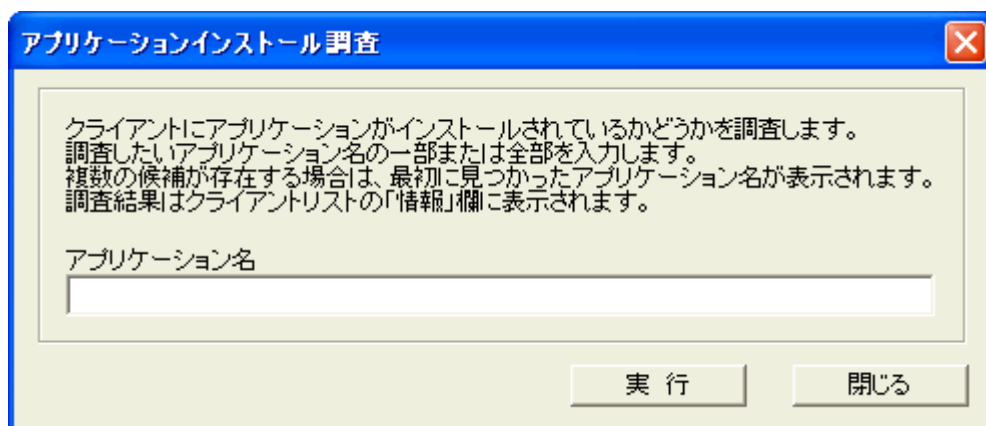 アプリケーションインストール調査
クライアントにアプリケーションがインストールされているかどうかを調査します。
調査したいアプリケーション名の一部または全部を入力します。
複数の候補が存在する場合は、最初に見つかったアプリケーション名が表示されます。
調査結果はクライアントリストの「情報」欄に表示されます。
アプリケーション名
実 行
閉じる